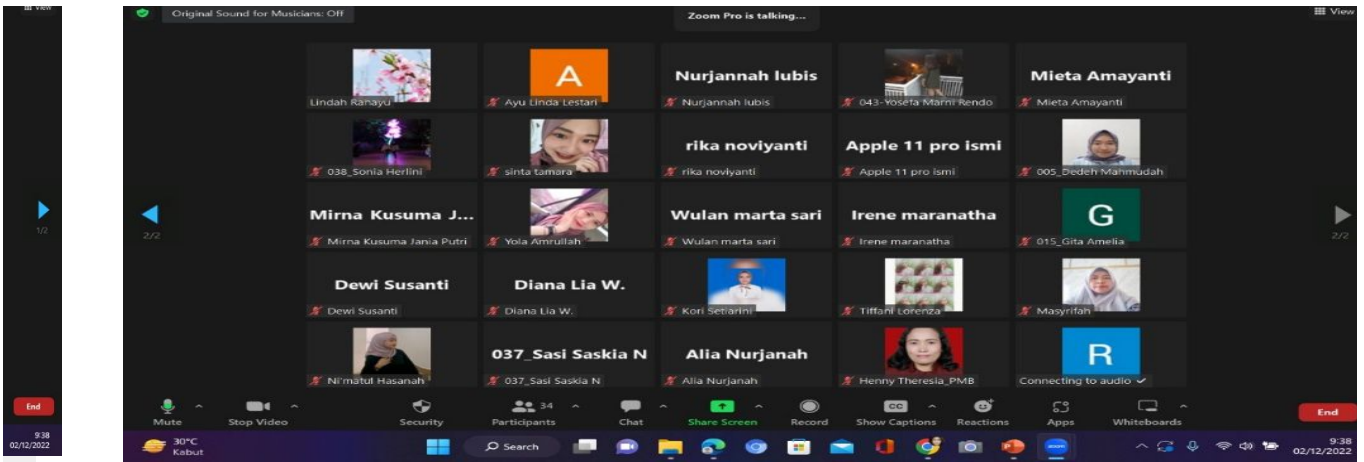 View
1/2
End
9:38
02/12/2022
Original Sound for Musicians: Off
Zoom Pro is talking...
View
Lindah Rahayu
A
Ayu Linda Lestari
Nurjannah lubis
Nurjannah lubis
043-Yosefa Marni Rendo
Mieta Amayanti
Mieta Amayanti
038_Sonia Herlini
sinta tamara
rika noviyanti
rika noviyanti
Apple 11 pro ismi
Apple 11 pro ismi
005_Dedeh Mahmudah
2/2
Mirna Kusuma J...
Mirna Kusuma Jania Putri
Yola Amrullah
Wulan marta sari
Wulan marta sari
Irene maranatha
Irene maranatha
G
015_Gita Amelia
2/2
Dewi Susanti
Dewi Susanti
Diana Lia W.
Diana Lia W.
Kori Setiarini
Tiffani Lorenza
Masyrifah
Ni'matul Hasanah
037_Sasi Saskia N
037_Sasi Saskia N
Alia Nurjanah
Alia Nurjanah
Henny Theresia_PMB
R
Connecting to audio
Mute
Stop Video
Security
34
Participants
Chat
Share Screen
Record
CC
Show Captions
Reactions
Apps
Whiteboards
End
30°C
Kabut
Search
zoom
9:38
02/12/2022